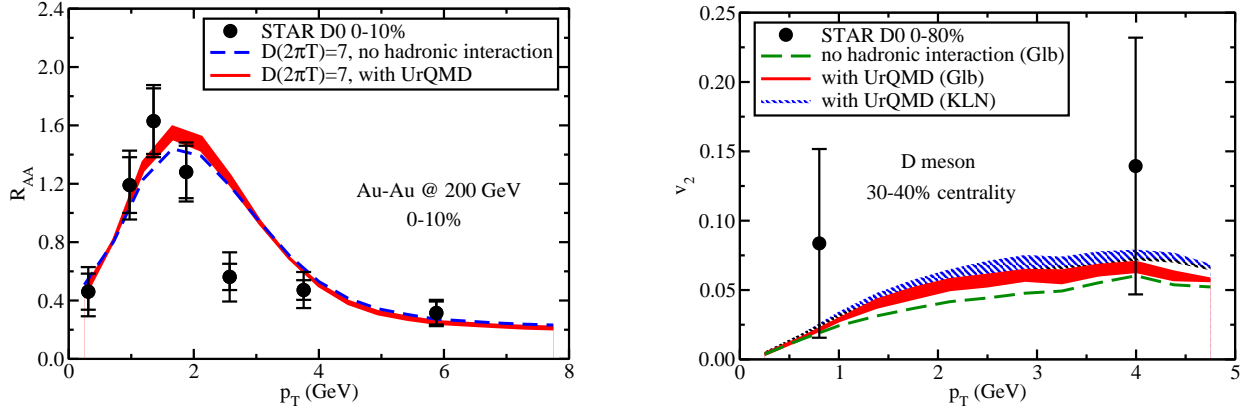 2.4
2.0
1.6
1.2
0.8
0.4
0.0
R_AA
STAR D0 0-10%
D(2πT)=7, no hadronic interaction
D(2πT)=7, with UrQMD
Au-Au @ 200 GeV
0-10%
0 2 4 6 8
p_T (GeV)
0.25
0.20
0.15
0.10
0.05
0.00
v_2
STAR D0 0-80%
no hadronic interaction (Glb)
with UrQMD (Glb)
with UrQMD (KLN)
D meson
30-40% centrality
0 1 2 3 4 5
p_T (GeV)